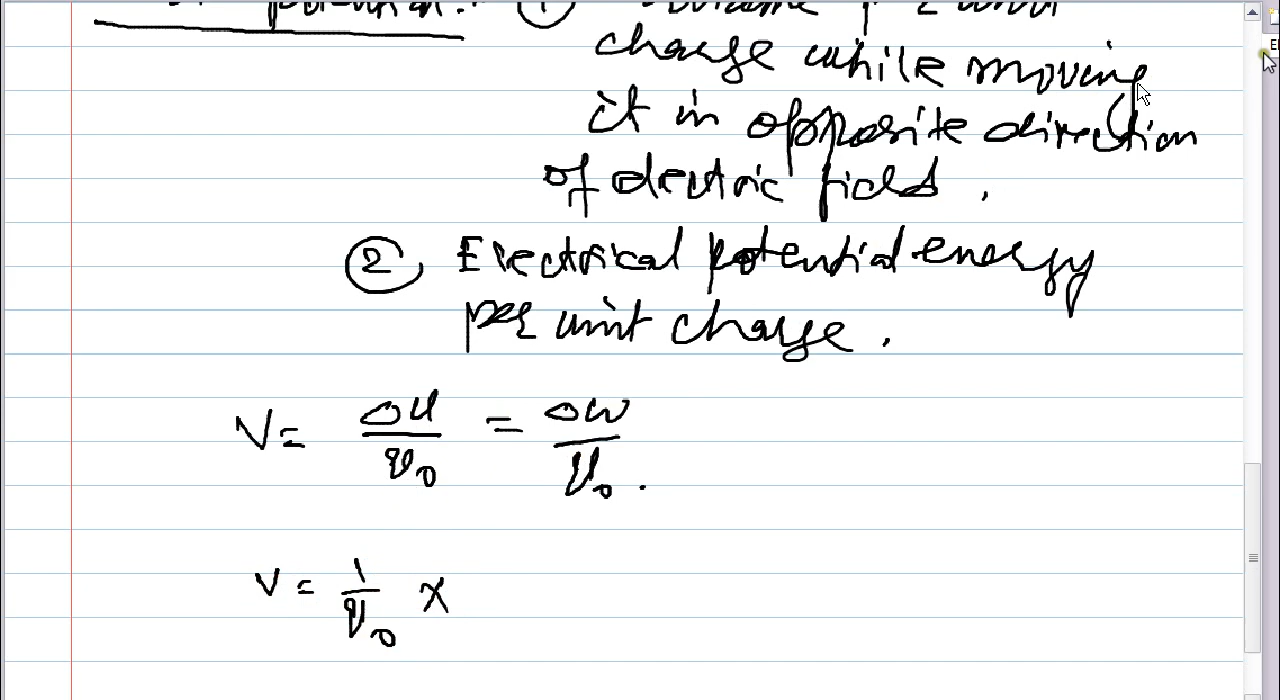 charge while moving
it in opposite direction
of electric field.
② Electrical potential energy
per unit charge.
V = ΔU/q₀ = ΔW/q₀.
V = 1/q₀ ×